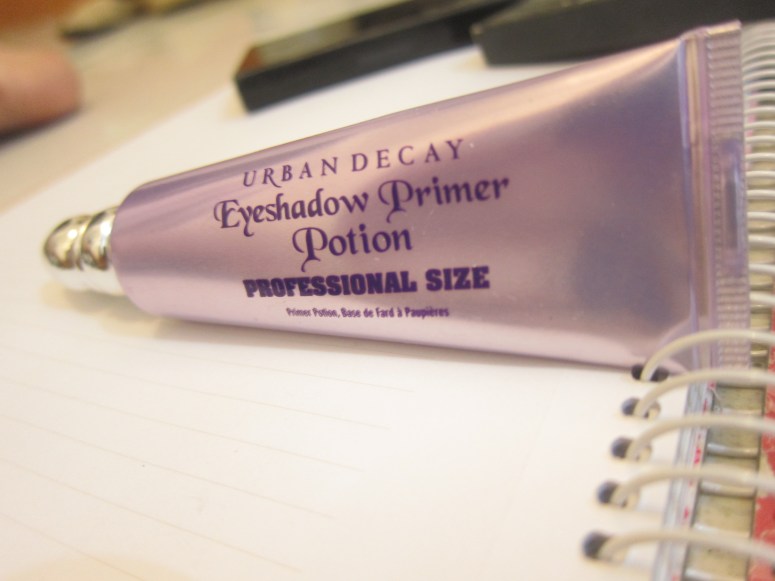 URBAN DECAY
Eyeshadow Primer
Potion
PROFESSIONAL SIZE
Primer Potion, Base de Fard à Paupières